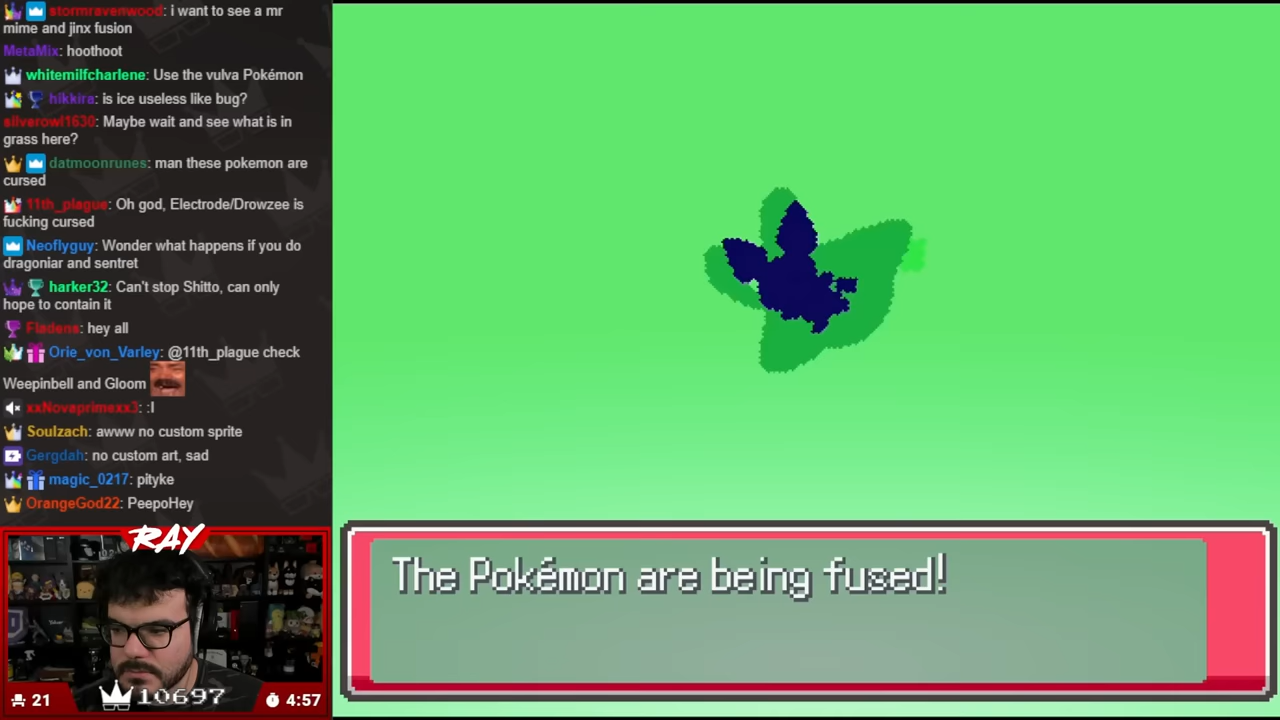 stormravenwood: i want to see a mr
mime and jinx fusion
MetaMix: hoothoot
whitemilfcharlene: Use the vulva Pokémon
hikkira: is ice useless like bug?
silverowl1630: Maybe wait and see what is in
grass here?
datmoonrunes: man these pokemon are
cursed
11th_plague: Oh god, Electrode/Drowzee is
fucking cursed
Neoflyguy: Wonder what happens if you do
dragoniar and sentret
harker32: Can't stop Shitto, can only
hope to contain it
Fladens: hey all
Orie_von_Varley: @11th_plague check
Weepinbell and Gloom
xxNovaprimexx3: :I
Soulzach: awww no custom sprite
Gergdah: no custom art, sad
magic_0217: pityke
OrangeGod22: PeepoHey
RAY
21 10697 4:57
The Pokémon are being fused!